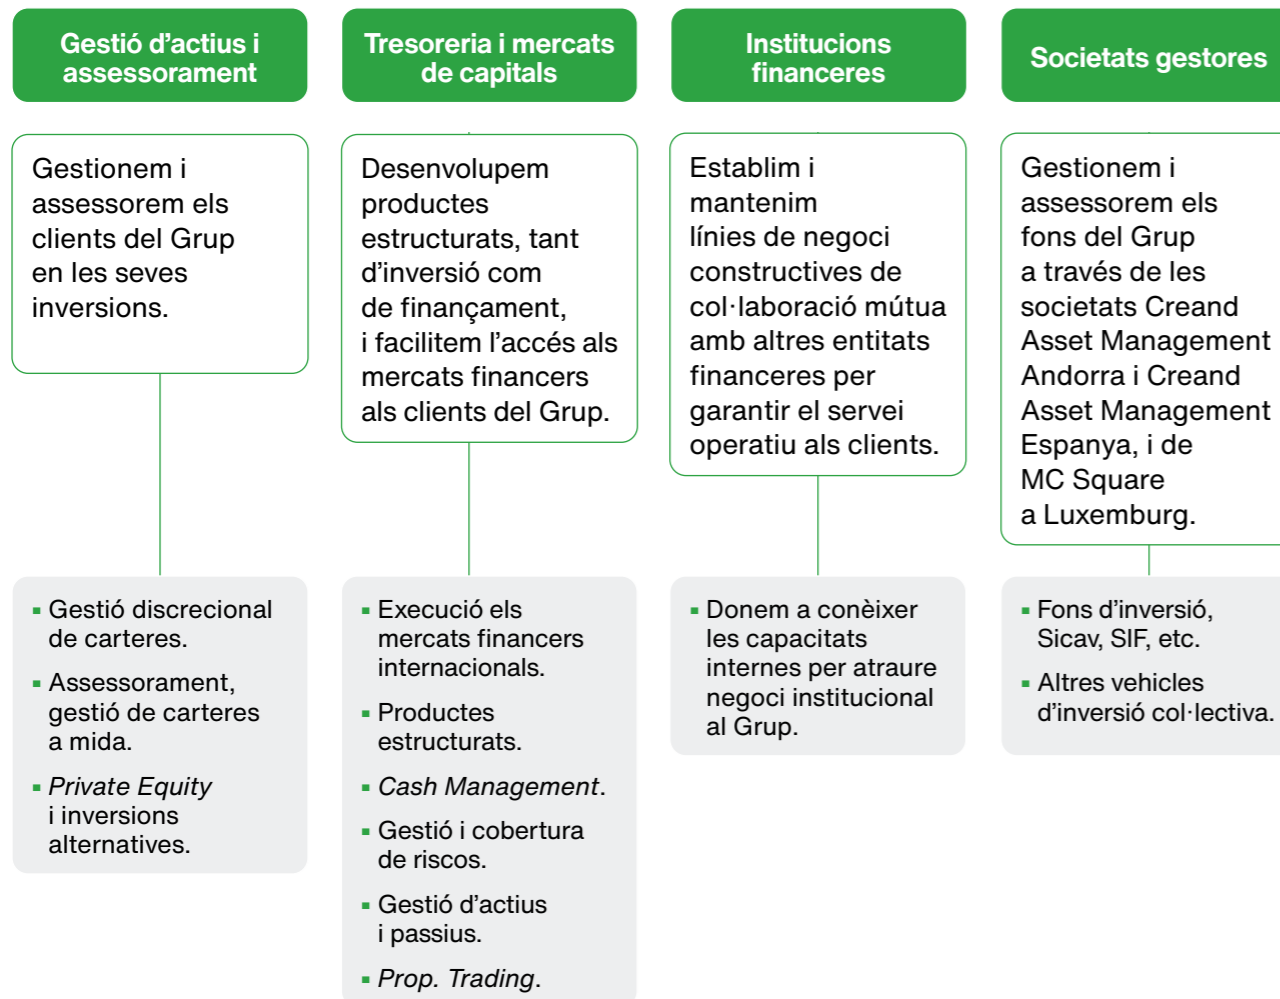 Gestió d’actius i
assessorament
Gestionem i
assessorem els
clients del Grup
en les seves
inversions.
▪ Gestió discrecional
de carteres.
▪ Assessorament,
gestió de carteres
a mida.
▪ Private Equity
i inversions
alternatives.
Tresoreria i mercats
de capitals
Desenvolupem
productes
estructurats, tant
d’inversió com
de finançament,
i facilitem l’accés als
mercats financers
als clients del Grup.
▪ Execució els
mercats financers
internacionals.
▪ Productes
estructurats.
▪ Cash Management.
▪ Gestió i cobertura
de riscos.
▪ Gestió d’actius
i passius.
▪ Prop. Trading.
Institucions
financeres
Establim i
mantenim
línies de negoci
constructives de
col·laboració mútua
amb altres entitats
financeres per
garantir el servei
operatiu als clients.
▪ Donem a conèixer
les capacitats
internes per atraure
negoci institucional
al Grup.
Societats gestores
Gestionem i
assessorem els
fons del Grup
a través de les
societats Creand
Asset Management
Andorra i Creand
Asset Management
Espanya, i de
MC Square
a Luxemburg.
▪ Fons d’inversió,
Sicav, SIF, etc.
▪ Altres vehicles
d’inversió col·lectiva.